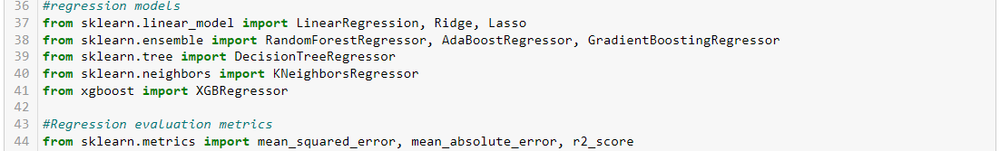 36 #regression models
37 from sklearn.linear_model import LinearRegression, Ridge, Lasso
38 from sklearn.ensemble import RandomForestRegressor, AdaBoostRegressor, GradientBoostingRegressor
39 from sklearn.tree import DecisionTreeRegressor
40 from sklearn.neighbors import KNeighborsRegressor
41 from xgboost import XGBRegressor
42
43 #Regression evaluation metrics
44 from sklearn.metrics import mean_squared_error, mean_absolute_error, r2_score